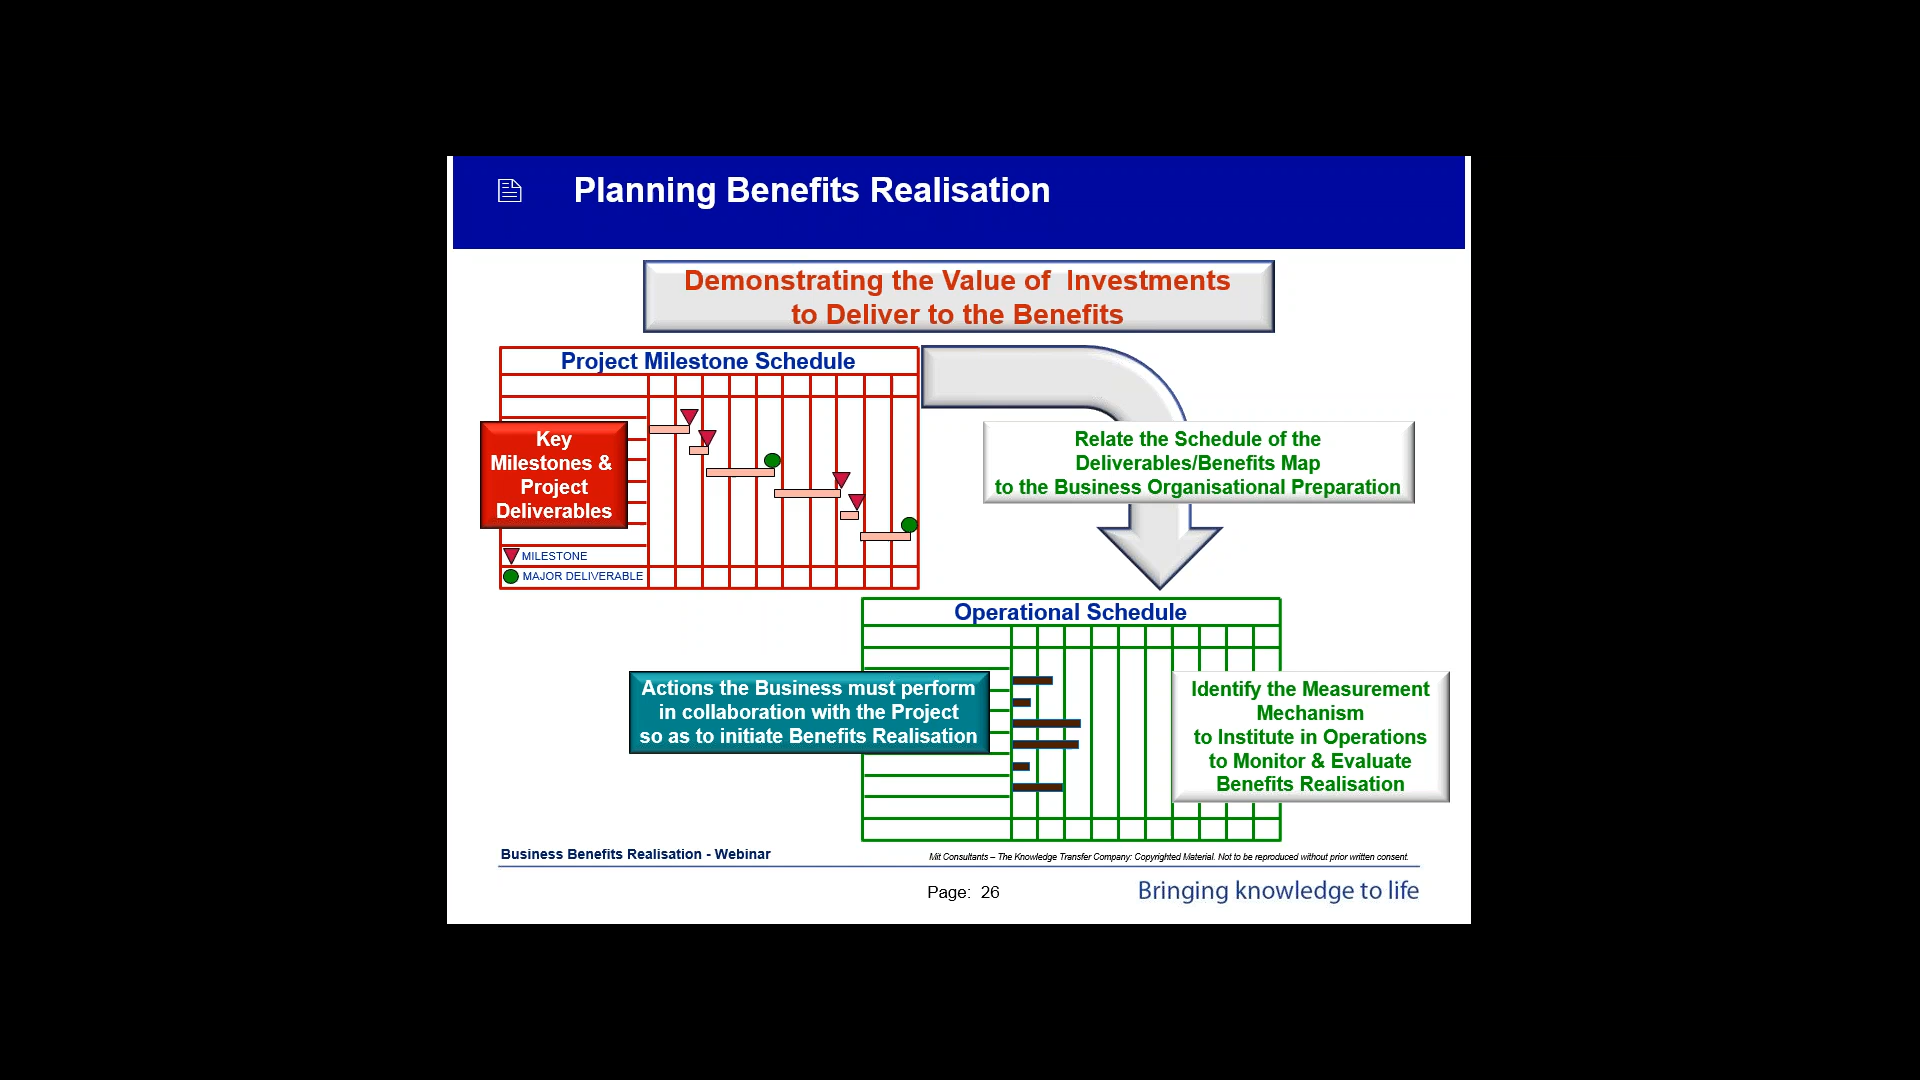 Planning Benefits Realisation
Demonstrating the Value of Investments
to Deliver to the Benefits
Project Milestone Schedule
Key
Milestones &
Project
Deliverables
MILESTONE
MAJOR DELIVERABLE
Relate the Schedule of the
Deliverables/Benefits Map
to the Business Organisational Preparation
Operational Schedule
Actions the Business must perform
in collaboration with the Project
so as to initiate Benefits Realisation
Identify the Measurement
Mechanism
to Institute in Operations
to Monitor & Evaluate
Benefits Realisation
Business Benefits Realisation - Webinar
Mit Consultants – The Knowledge Transfer Company: Copyrighted Material. Not to be reproduced without prior written consent.
Page: 26
Bringing knowledge to life